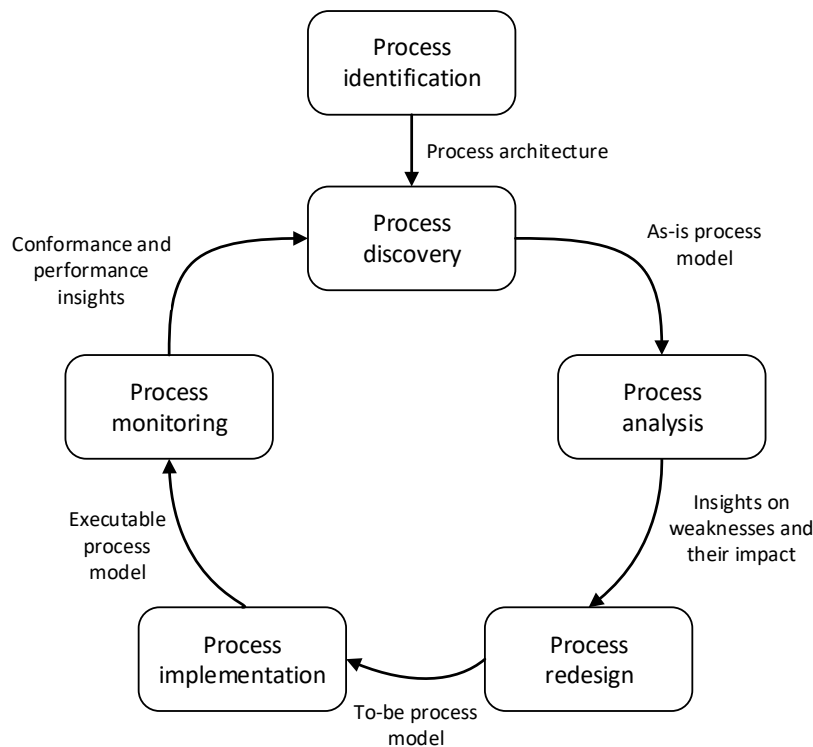 Process
identification
Process architecture
Process
discovery
As-is process
model
Conformance and
performance
insights
Process
monitoring
Process
analysis
Insights on
weaknesses and
their impact
Executable
process
model
Process
implementation
Process
redesign
To-be process
model